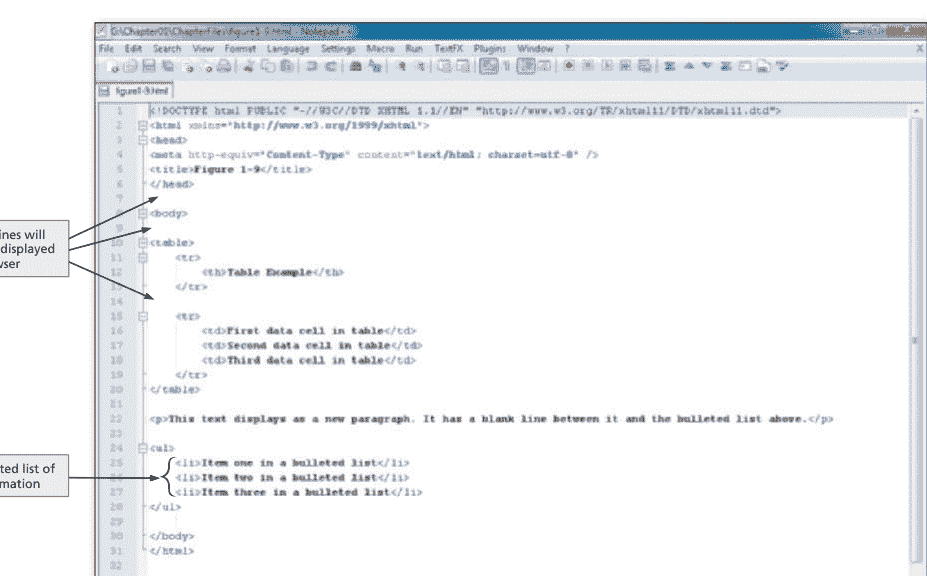 G:\Chapter01\ChapterFiles\figure1-9.html - Notepad++
File Edit Search View Format Language Settings Macro Run TextFX Plugins Window ?
X
figure1-9.html
1 <!DOCTYPE html PUBLIC "-//W3C//DTD XHTML 1.1//EN" "http://www.w3.org/TR/xhtml11/DTD/xhtml11.dtd">
2 <html xmlns="http://www.w3.org/1999/xhtml">
3 <head>
4 <meta http-equiv="Content-Type" content="text/html; charset=utf-8" />
5 <title>Figure 1-9</title>
6 </head>
7
8 <body>
9
10 <table>
11 <tr>
12 <th>Table Example</th>
13 </tr>
14
15 <tr>
16 <td>First data cell in table</td>
17 <td>Second data cell in table</td>
18 <td>Third data cell in table</td>
19 </tr>
20 </table>
21
22 <p>This text displays as a new paragraph. It has a blank line between it and the bulleted list above.</p>
23
24 <ul>
25 <li>Item one in a bulleted list</li>
26 <li>Item two in a bulleted list</li>
27 <li>Item three in a bulleted list</li>
28 </ul>
29
30 </body>
31 </html>
32
ines will
displayed
wser
ted list of
mation